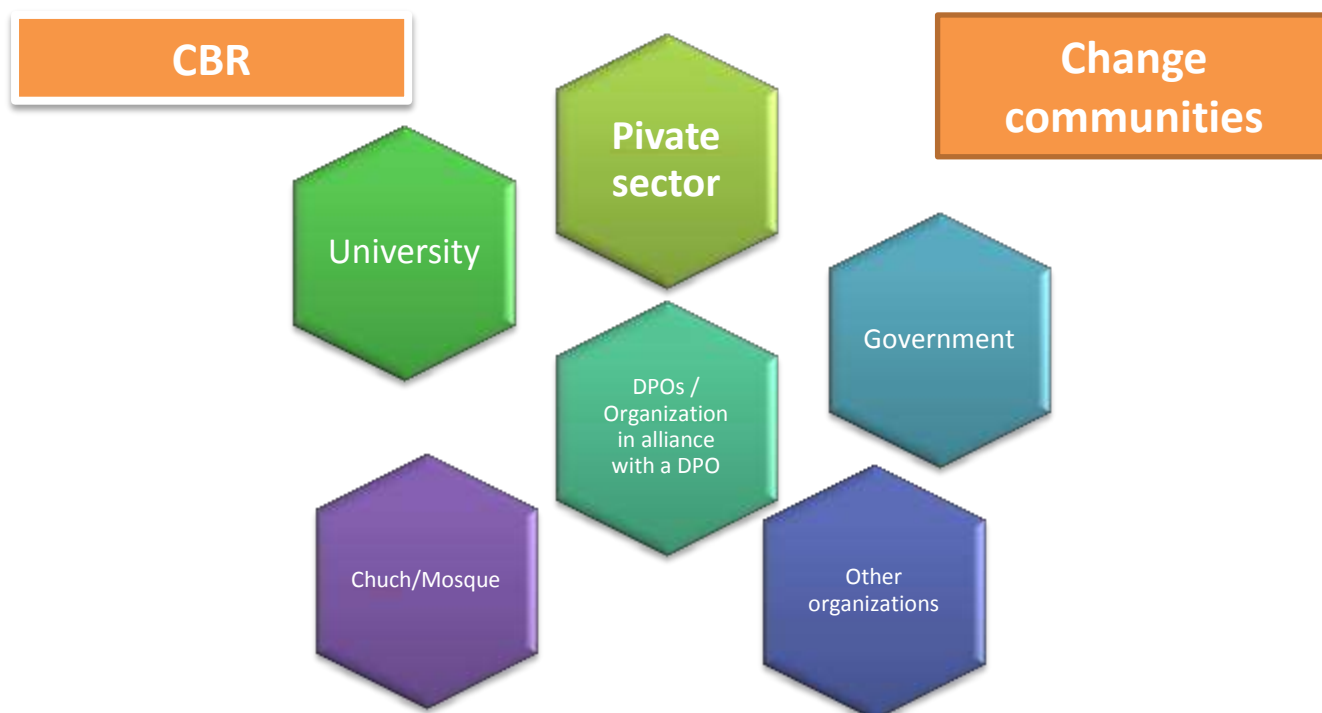 CBR
Change
communities
Pivate
sector
University
Government
DPOs /
Organization
in alliance
with a DPO
Chuch/Mosque
Other
organizations